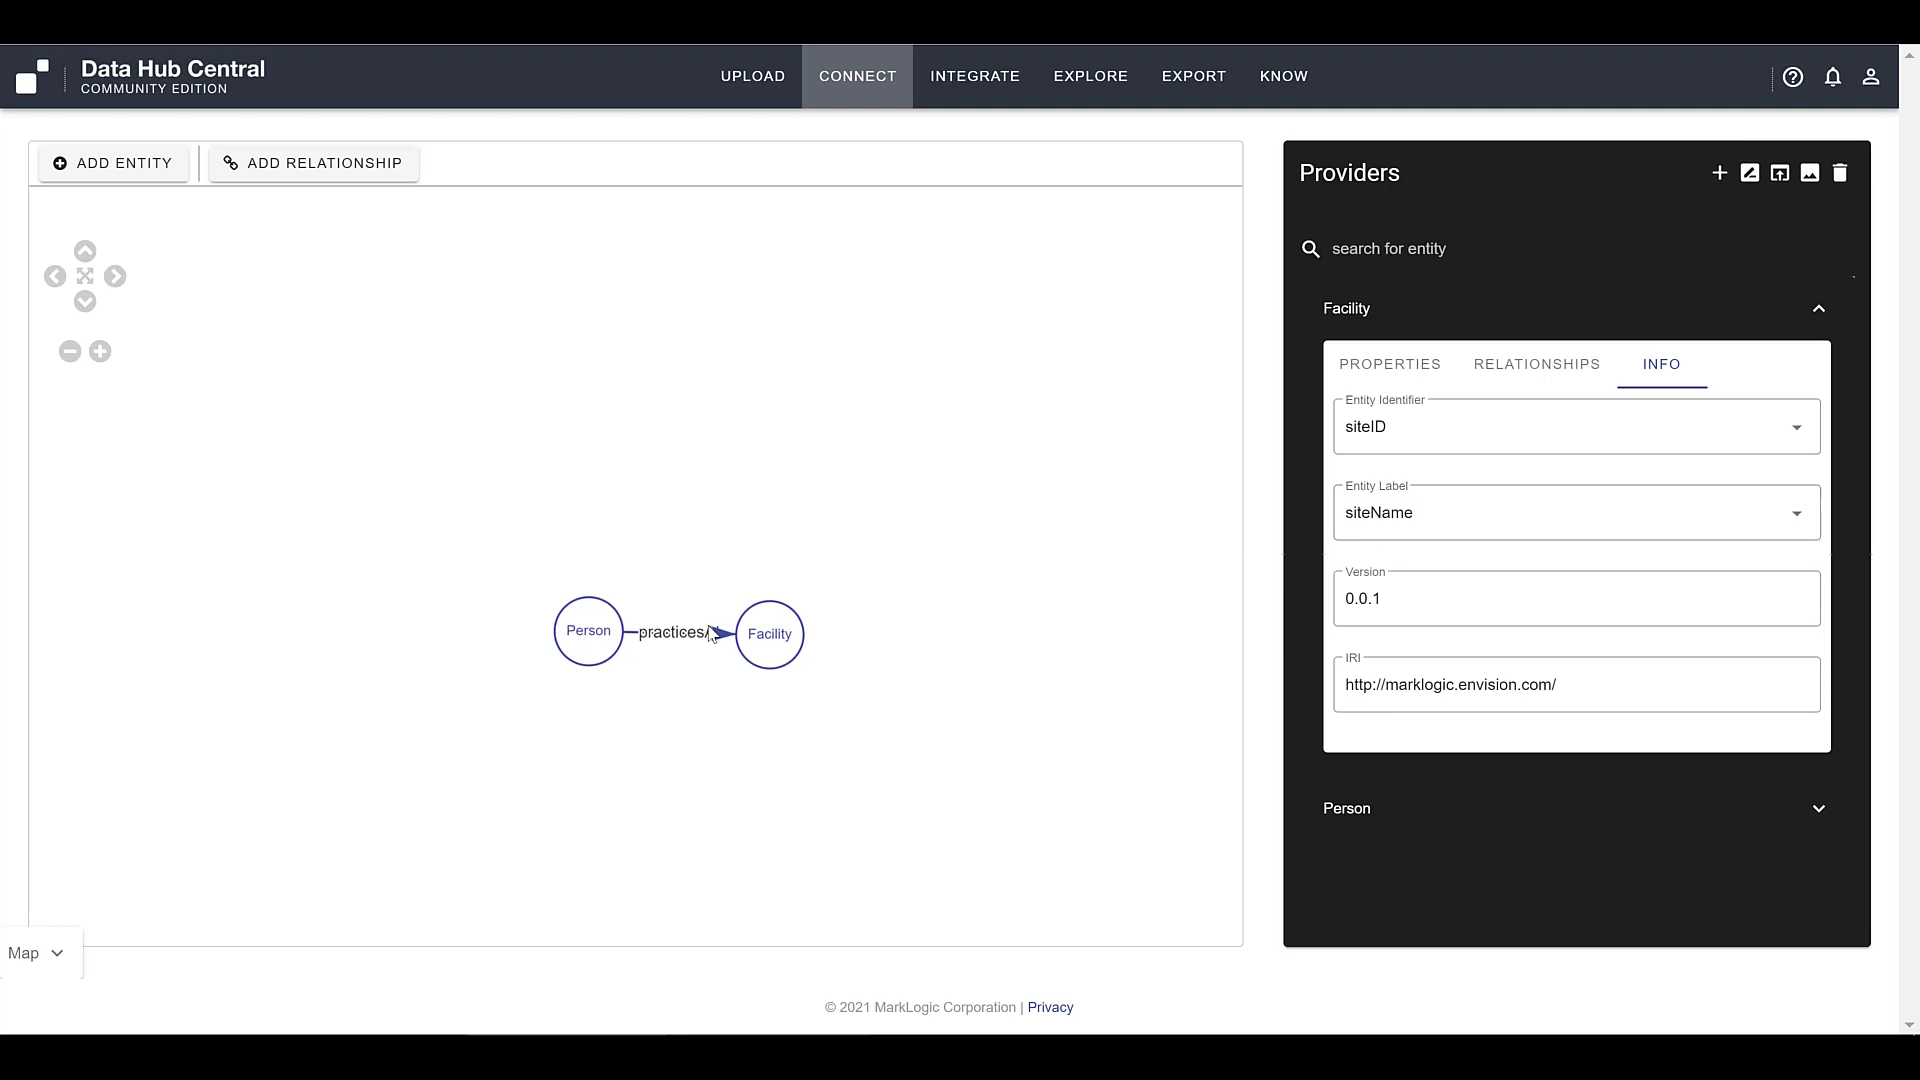 Data Hub Central
COMMUNITY EDITION
UPLOAD
CONNECT
INTEGRATE
EXPLORE
EXPORT
KNOW
ADD ENTITY
ADD RELATIONSHIP
Providers
search for entity
Facility
PROPERTIES
RELATIONSHIPS
INFO
Entity Identifier
siteID
Entity Label
siteName
Version
0.0.1
IRI
http://marklogic.envision.com/
Person
Person
practices
Facility
Map
© 2021 MarkLogic Corporation | Privacy